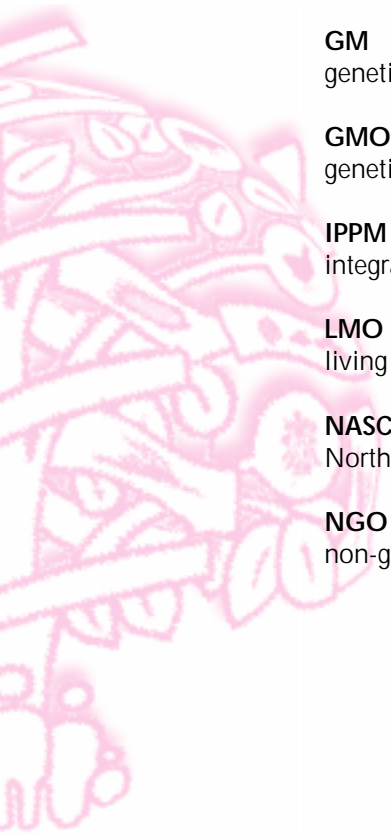 GM
geneti
GMO
geneti
IPPM
integra
LMO
living
NASC
North
NGO
non-g